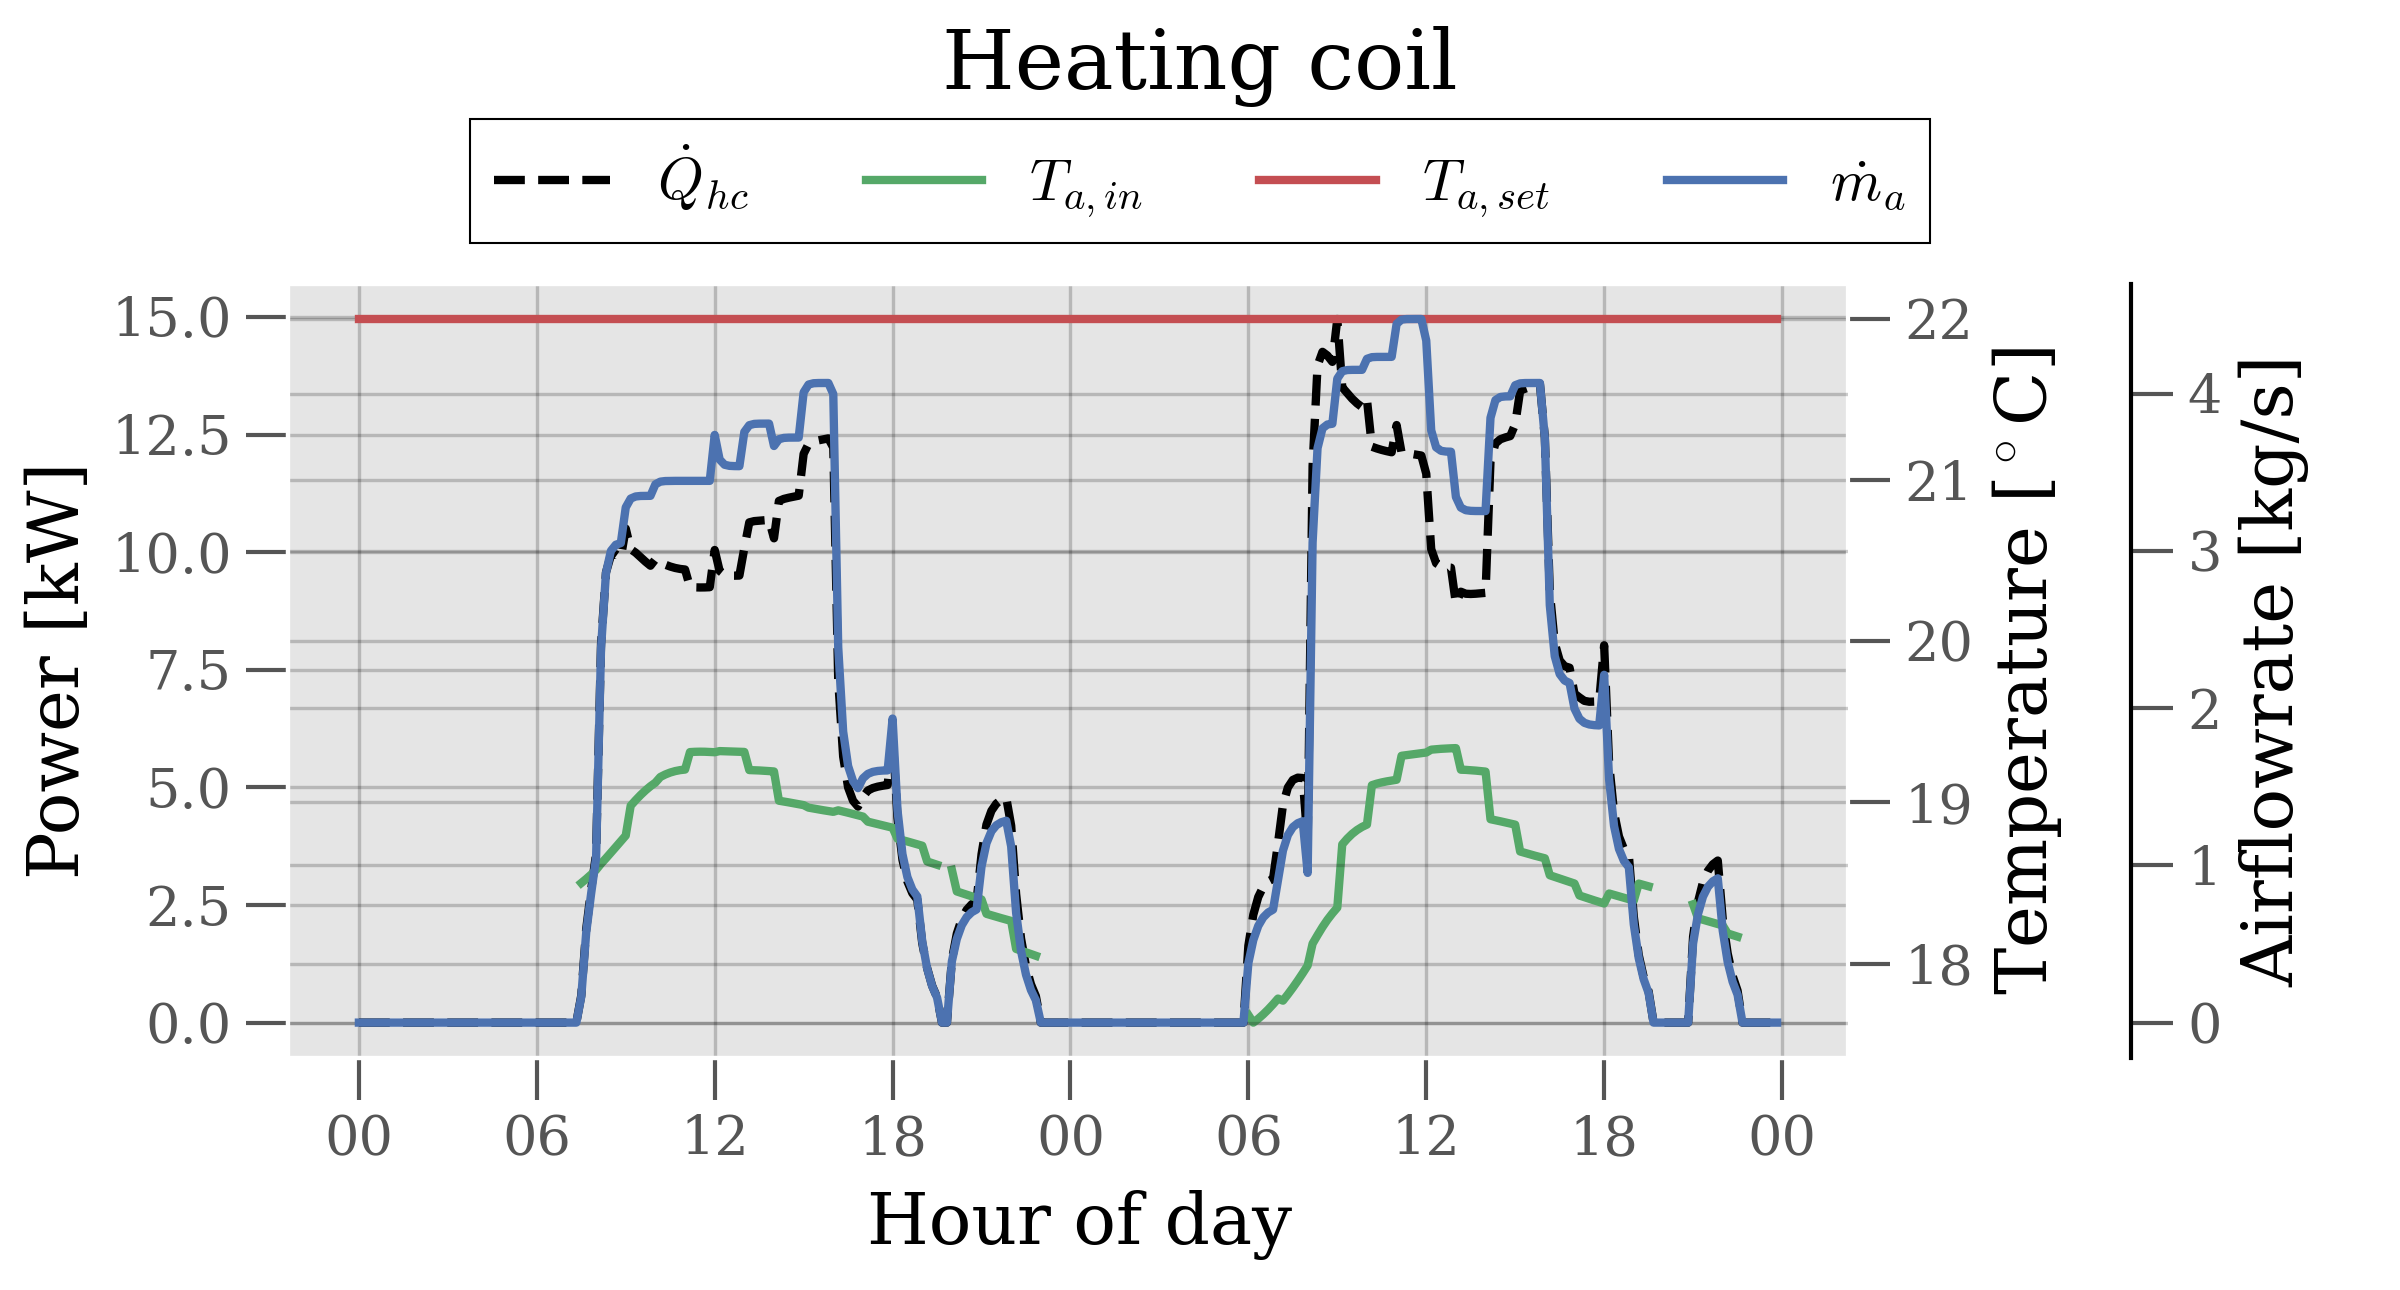 Heating coil
Q̇hc Ta, in Ta, set ṁa
15.0
12.5
10.0
7.5
5.0
2.5
0.0
Power [kW]
22
21
20
19
18
Temperature [°C]
4
3
2
1
0
Airflowrate [kg/s]
00 06 12 18 00 06 12 18 00
Hour of day